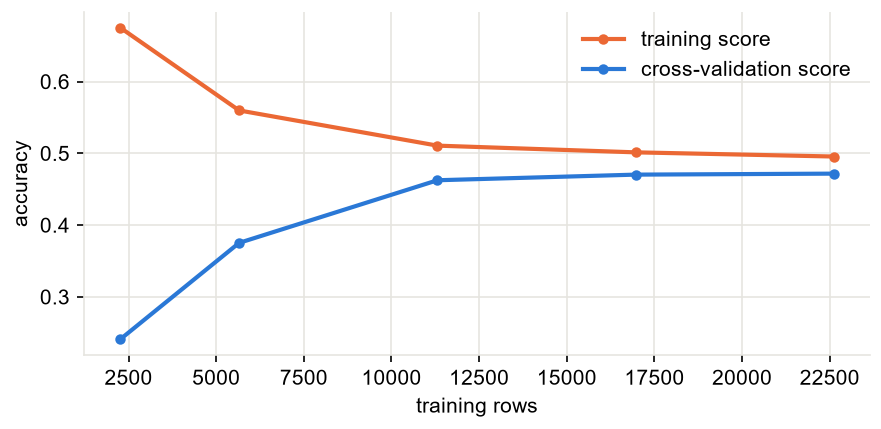 training score
cross-validation score
0.6
0.5
0.4
0.3
accuracy
2500 5000 7500 10000 12500 15000 17500 20000 22500
training rows